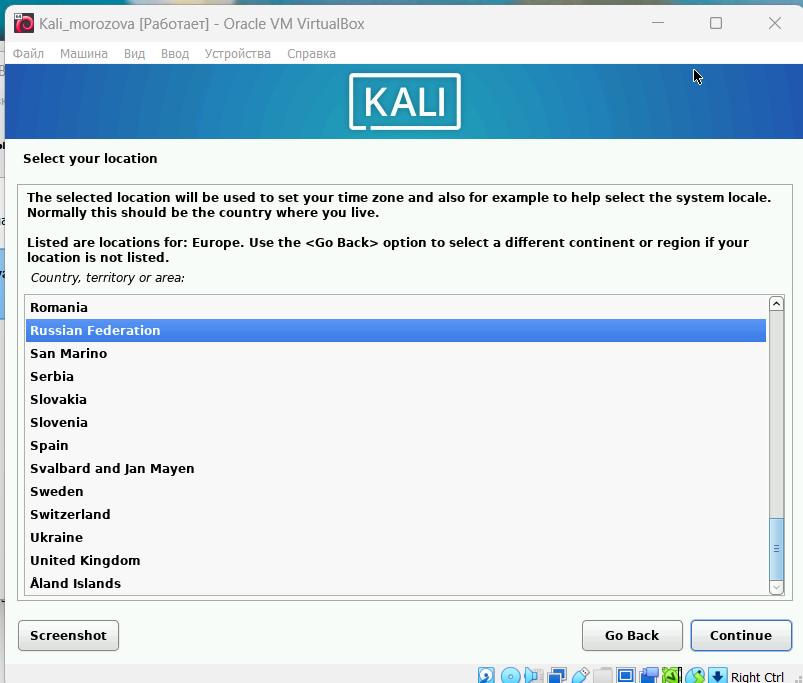 Kali_morozova [Работает] - Oracle VM VirtualBox
Файл Машина Вид Ввод Устройства Справка
KALI
Select your location
The selected location will be used to set your time zone and also for example to help select the system locale.
Normally this should be the country where you live.
Listed are locations for: Europe. Use the <Go Back> option to select a different continent or region if your
location is not listed.
Country, territory or area:
Romania
Russian Federation
San Marino
Serbia
Slovakia
Slovenia
Spain
Svalbard and Jan Mayen
Sweden
Switzerland
Ukraine
United Kingdom
Åland Islands
Screenshot Go Back Continue
Right Ctrl